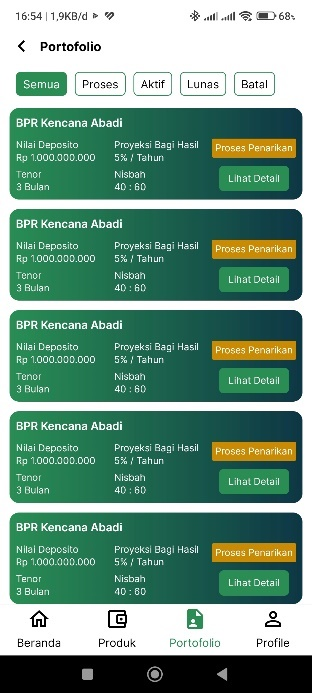 16:54 | 1,9KB/d
68%
Portofolio
Semua
Proses
Aktif
Lunas
Batal
BPR Kencana Abadi
Nilai Deposito
Rp 1.000.000.000
Proyeksi Bagi Hasil
5% / Tahun
Proses Penarikan
Tenor
3 Bulan
Nisbah
40 : 60
Lihat Detail
BPR Kencana Abadi
Nilai Deposito
Rp 1.000.000.000
Proyeksi Bagi Hasil
5% / Tahun
Proses Penarikan
Tenor
3 Bulan
Nisbah
40 : 60
Lihat Detail
BPR Kencana Abadi
Nilai Deposito
Rp 1.000.000.000
Proyeksi Bagi Hasil
5% / Tahun
Proses Penarikan
Tenor
3 Bulan
Nisbah
40 : 60
Lihat Detail
BPR Kencana Abadi
Nilai Deposito
Rp 1.000.000.000
Proyeksi Bagi Hasil
5% / Tahun
Proses Penarikan
Tenor
3 Bulan
Nisbah
40 : 60
Lihat Detail
BPR Kencana Abadi
Nilai Deposito
Rp 1.000.000.000
Proyeksi Bagi Hasil
5% / Tahun
Proses Penarikan
Tenor
3 Bulan
Nisbah
40 : 60
Lihat Detail
Beranda
Produk
Portofolio
Profile